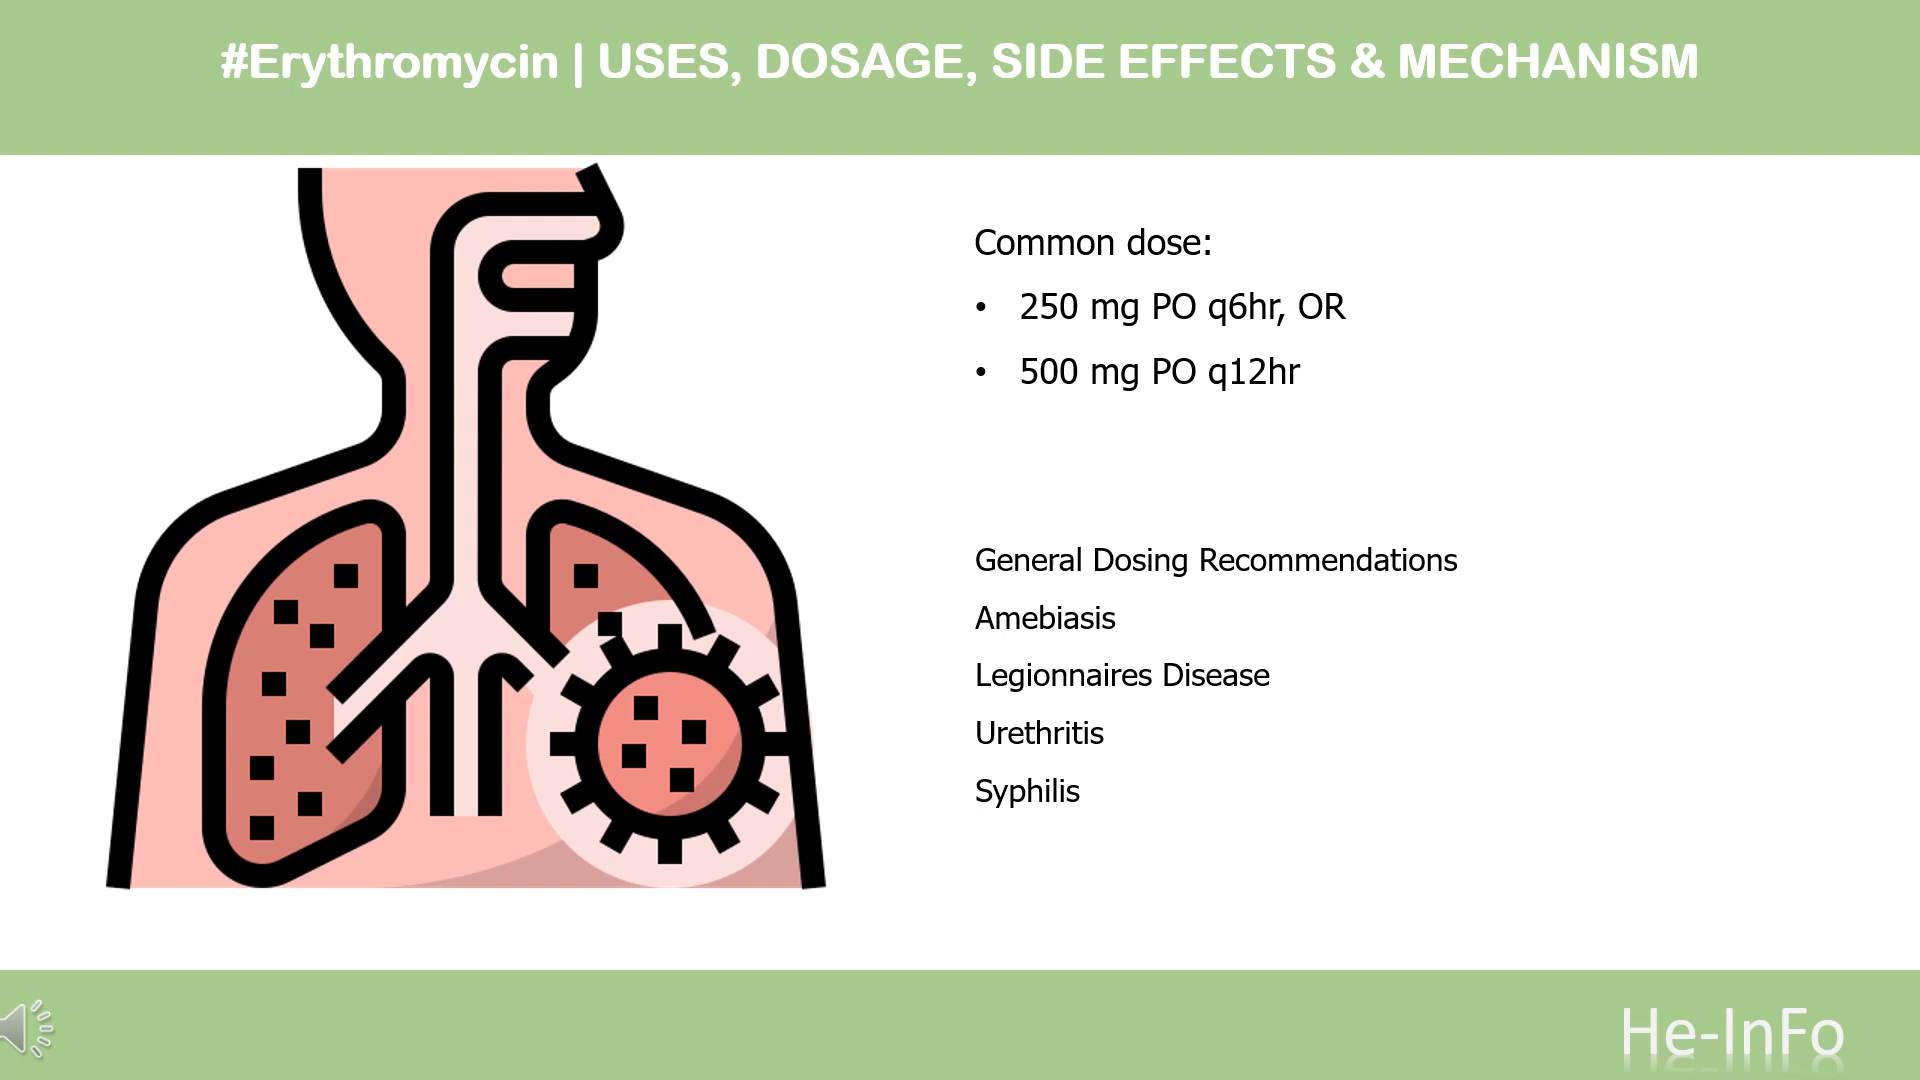 #Erythromycin | USES, DOSAGE, SIDE EFFECTS & MECHANISM
Common dose:
• 250 mg PO q6hr, OR
• 500 mg PO q12hr
General Dosing Recommendations
Amebiasis
Legionnaires Disease
Urethritis
Syphilis
He-InFo